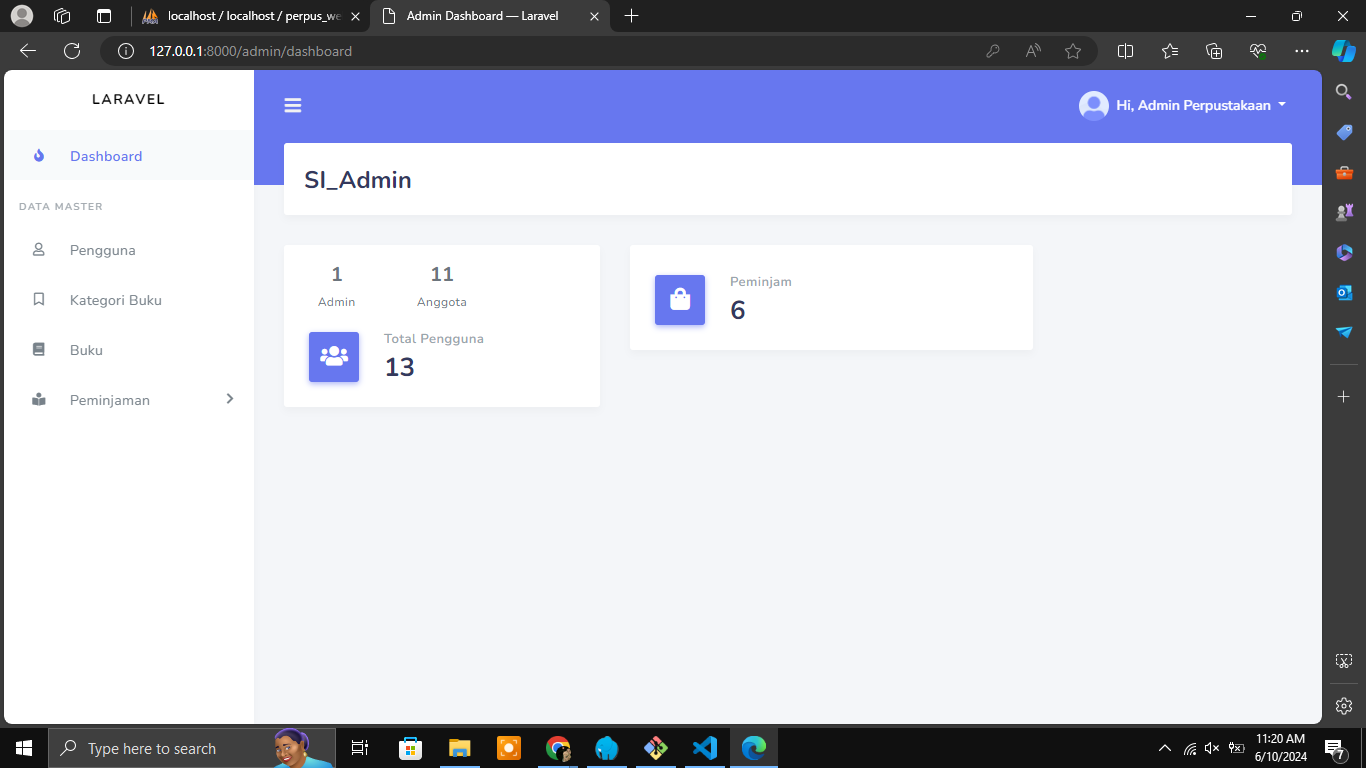 localhost / localhost / perpus_we
Admin Dashboard — Laravel
127.0.0.1:8000/admin/dashboard
LARAVEL
Hi, Admin Perpustakaan
Dashboard
SI_Admin
DATA MASTER
Pengguna
Kategori Buku
Buku
Peminjaman
1
11
Admin
Anggota
Total Pengguna
13
Peminjam
6
Type here to search
11:20 AM
6/10/2024
7